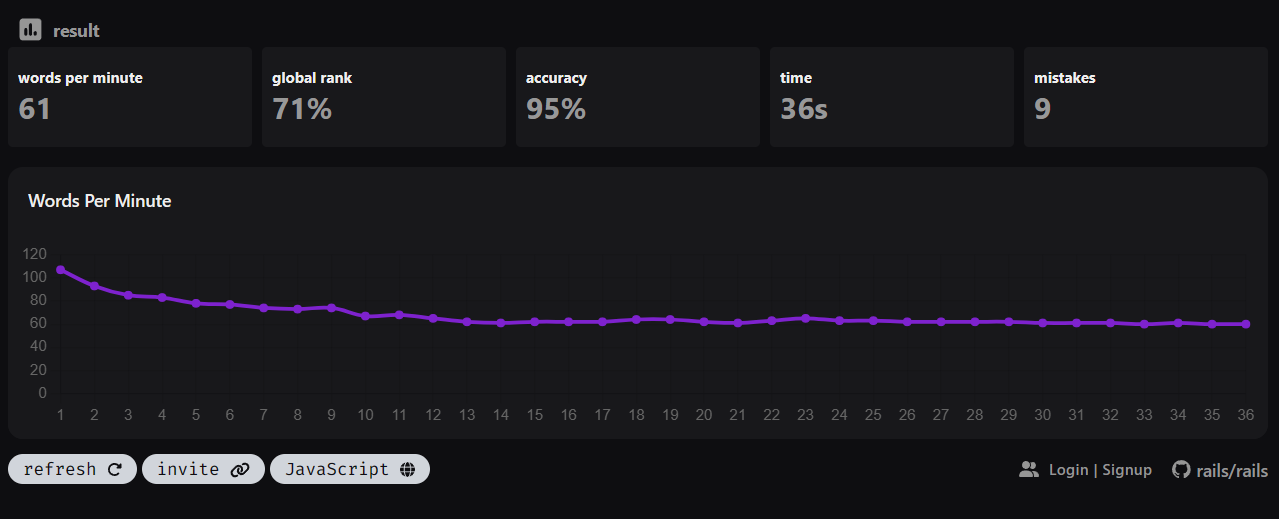 result
words per minute global rank accuracy time mistakes
61 71% 95% 36s 9
Words Per Minute
120
100
80
60
40
20
0
1 2 3 4 5 6 7 8 9 10 11 12 13 14 15 16 17 18 19 20 21 22 23 24 25 26 27 28 29 30 31 32 33 34 35 36
refresh invite JavaScript Login | Signup rails/rails